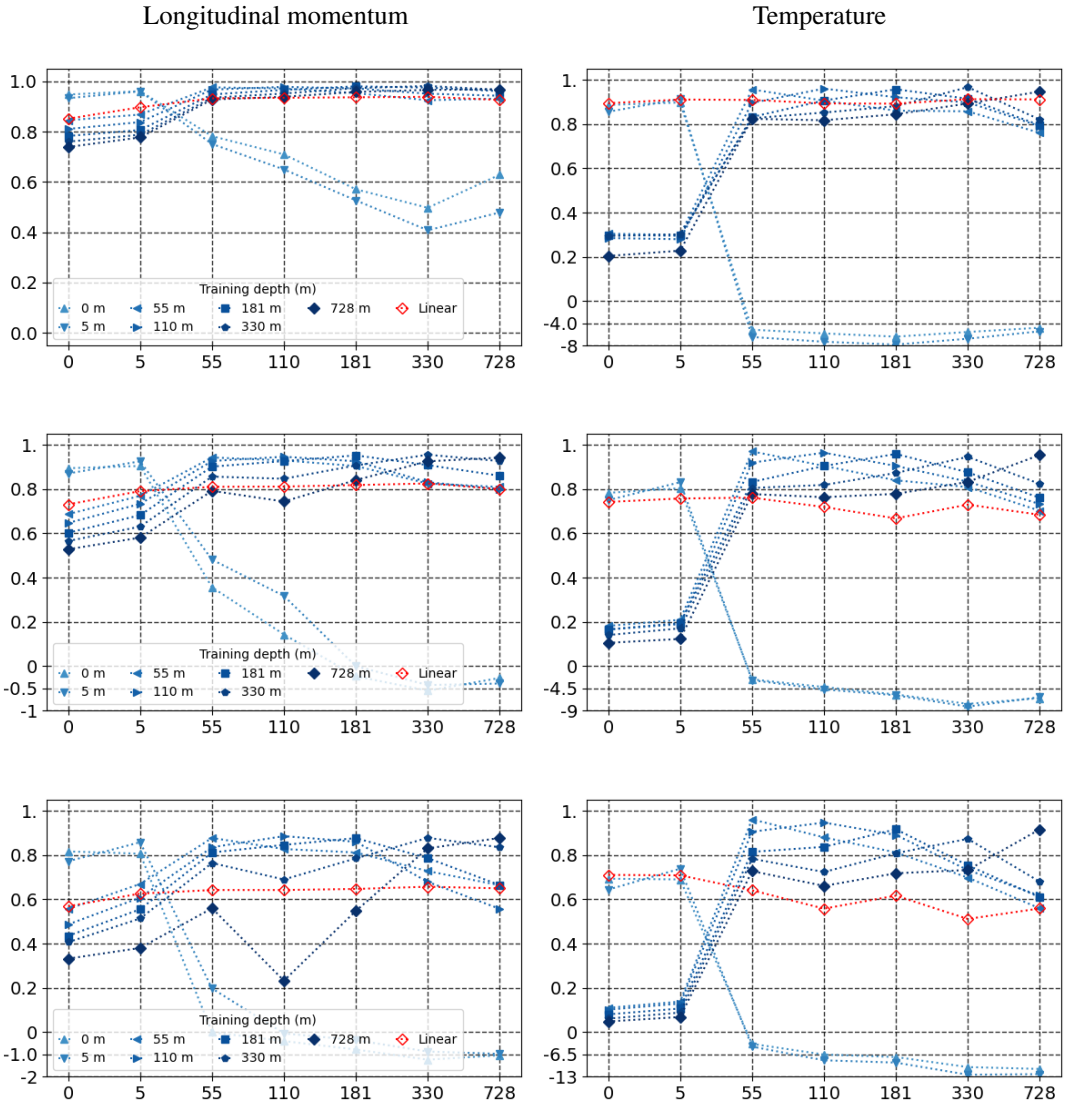 Longitudinal momentum Temperature
1.0
0.8
0.6
0.4
0.2
0.0
Training depth (m)
0 m 55 m 181 m 728 m Linear
5 m 110 m 330 m
0 5 55 110 181 330 728
1.
0.8
0.6
0.4
0.2
0
-4.0
-8
0 5 55 110 181 330 728
1
0.8
0.6
0.4
0.2
0
-0.5
-1
Training depth (m)
0 m 55 m 181 m 728 m Linear
5 m 110 m 330 m
0 5 55 110 181 330 728
1
0.8
0.6
0.4
0.2
0
-4.5
-9
0 5 55 110 181 330 728
1.
0.8
0.6
0.4
0.2
0
-1.0
-2
Training depth (m)
0 m 55 m 181 m 728 m Linear
5 m 110 m 330 m
0 5 55 110 181 330 728
1.
0.8
0.6
0.4
0.2
0
-6.5
-13
0 5 55 110 181 330 728